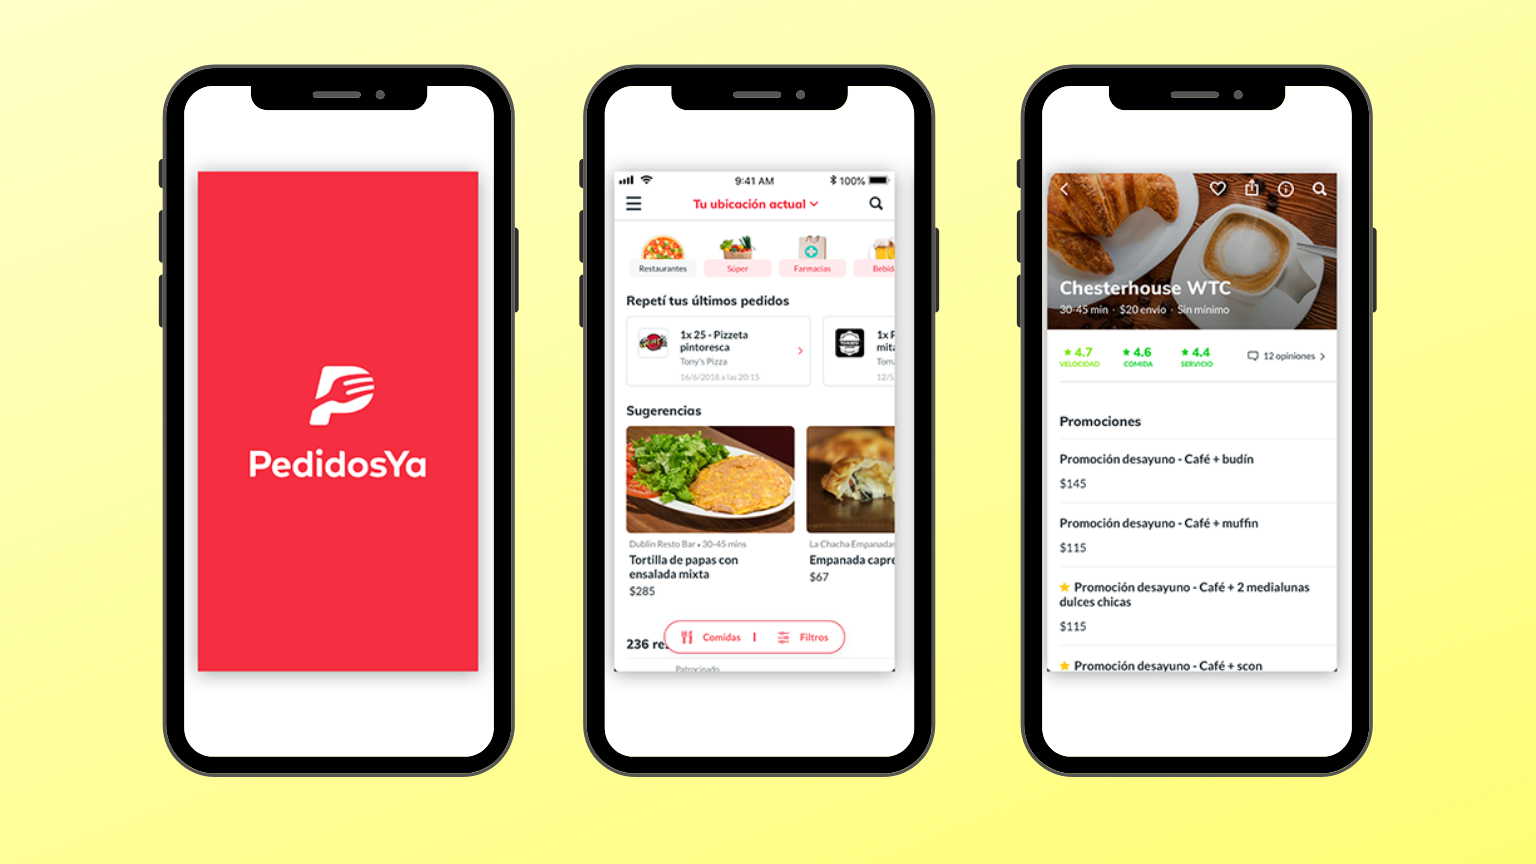 PedidosYa
9:41 AM
100%
Tu ubicación actual
Restaurantes
Súper
Farmacias
Repetí tus últimos pedidos
1x 25 - Pizzeta
pintoresca
Tony's Pizza
16/6/2018 a las 20:15
1x
12/5
Sugerencias
Dublin Resto Bar • 30-45 mins
Tortilla de papas con
ensalada mixta
$285
La Chacha Empanadas
Empanada capre
$67
236
Comidas
Filtros
Patrocinado
Chesterhouse WTC
30-45 min · $20 envío · Sin mínimo
4.7
VELOCIDAD
4.6
COMIDA
4.4
SERVICIO
12 opiniones
Promociones
Promoción desayuno - Café + budín
$145
Promoción desayuno - Café + muffin
$115
Promoción desayuno - Café + 2 medialunas
dulces chicas
$115
Promoción desayuno - Café + scon